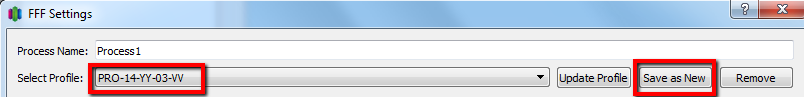 FFF Settings
Process Name: Process1
Select Profile: PRO-14-YY-03-VV Update Profile Save as New Remove